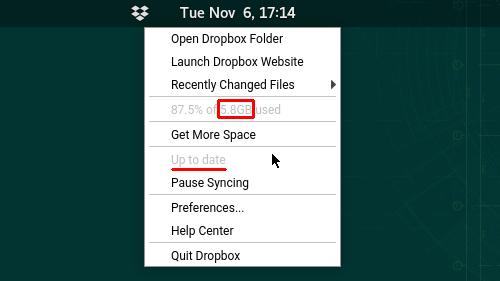 Tue Nov 6, 17:14
Open Dropbox Folder
Launch Dropbox Website
Recently Changed Files
87.5% of 5.8GB used
Get More Space
Up to date
Pause Syncing
Preferences...
Help Center
Quit Dropbox